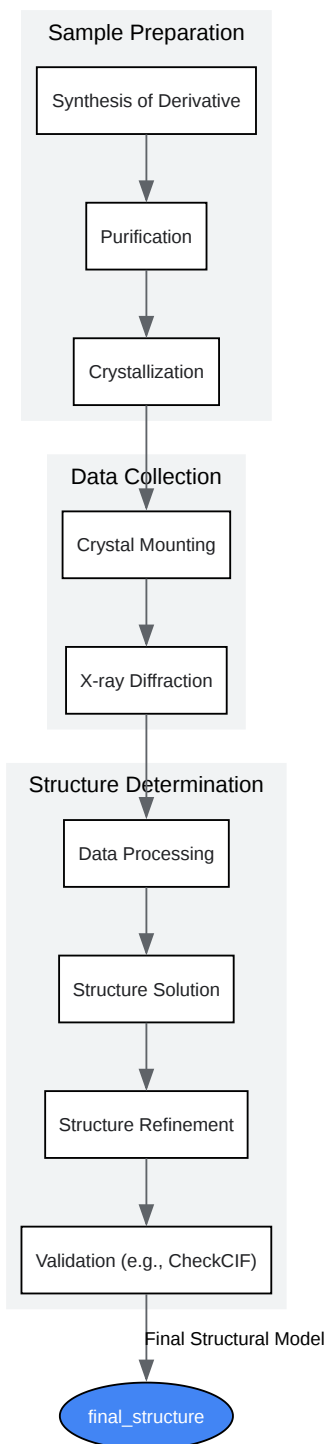 Sample Preparation
Synthesis of Derivative
Purification
Crystallization
Data Collection
Crystal Mounting
X-ray Diffraction
Structure Determination
Data Processing
Structure Solution
Structure Refinement
Validation (e.g., CheckCIF)
Final Structural Model
final_structure